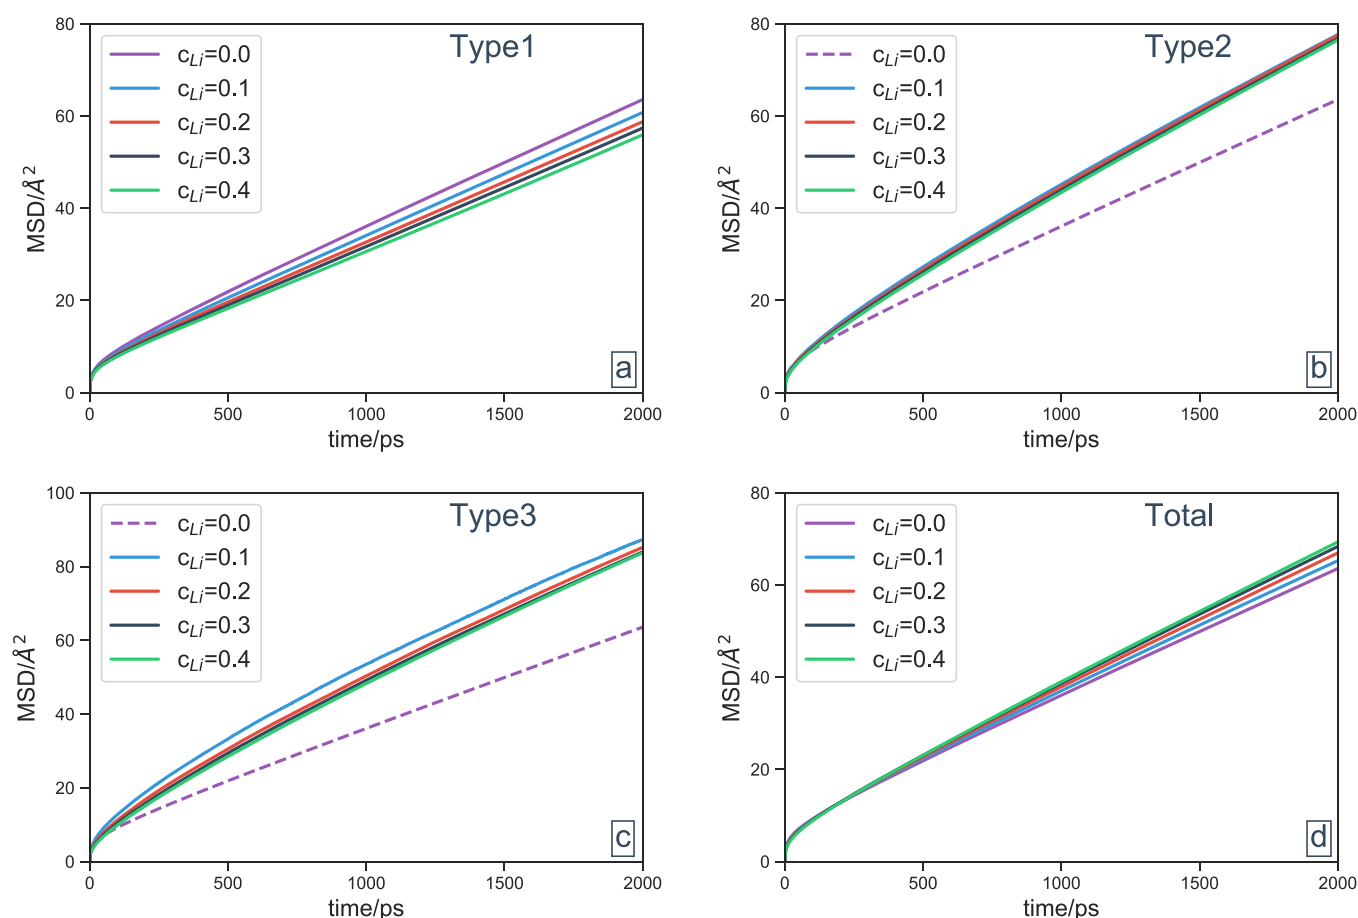 Type1
c_Li=0.0
c_Li=0.1
c_Li=0.2
c_Li=0.3
c_Li=0.4
80
60
40
20
0
MSD/Å²
0 500 1000 1500 2000
time/ps
a
Type2
c_Li=0.0
c_Li=0.1
c_Li=0.2
c_Li=0.3
c_Li=0.4
80
60
40
20
0
MSD/Å²
0 500 1000 1500 2000
time/ps
b
Type3
c_Li=0.0
c_Li=0.1
c_Li=0.2
c_Li=0.3
c_Li=0.4
100
80
60
40
20
0
MSD/Å²
0 500 1000 1500 2000
time/ps
c
Total
c_Li=0.0
c_Li=0.1
c_Li=0.2
c_Li=0.3
c_Li=0.4
80
60
40
20
0
MSD/Å²
0 500 1000 1500 2000
time/ps
d